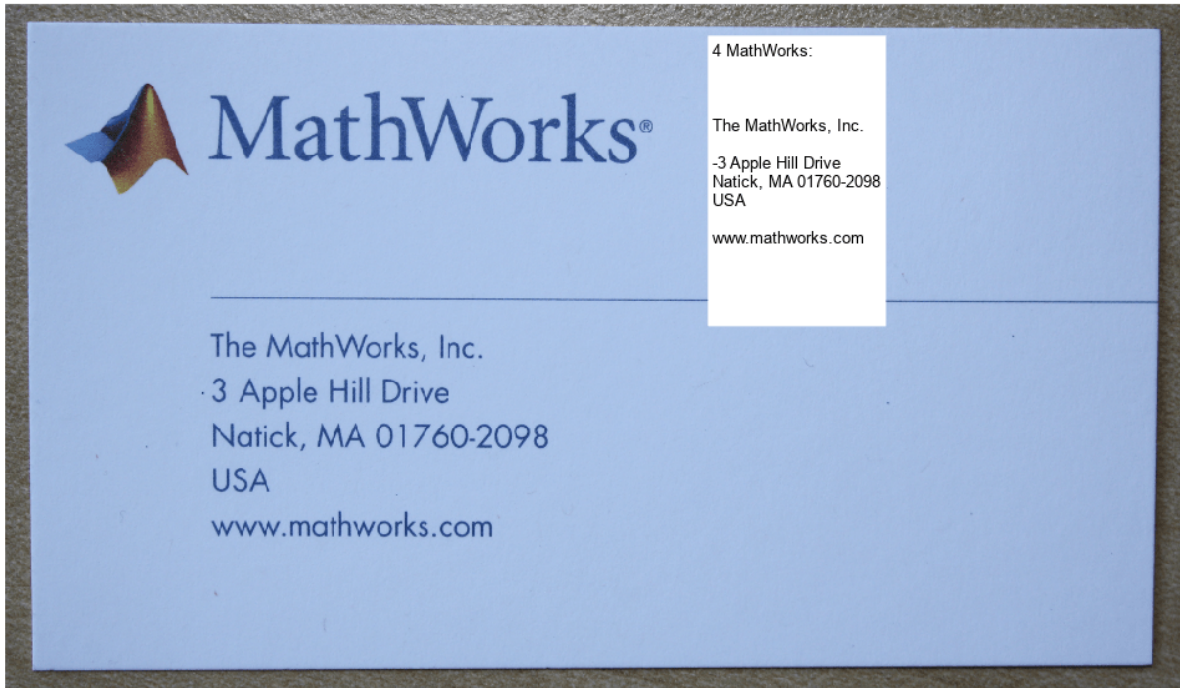 MathWorks®
4 MathWorks:
The MathWorks, Inc.
-3 Apple Hill Drive
Natick, MA 01760-2098
USA
www.mathworks.com
The MathWorks, Inc.
3 Apple Hill Drive
Natick, MA 01760-2098
USA
www.mathworks.com